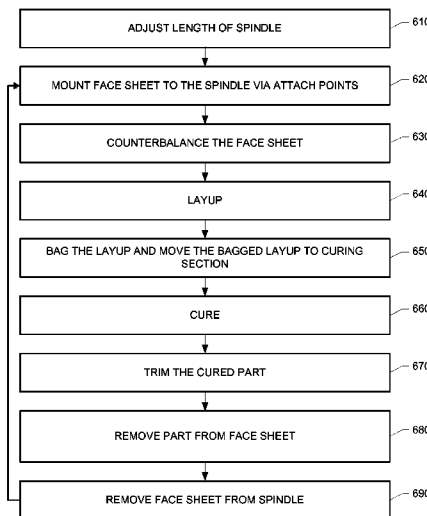 ADJUST LENGTH OF SPINDLE
610
MOUNT FACE SHEET TO THE SPINDLE VIA ATTACH POINTS
620
COUNTERBALANCE THE FACE SHEET
630
LAYUP
640
BAG THE LAYUP AND MOVE THE BAGGED LAYUP TO CURING
SECTION
650
CURE
660
TRIM THE CURED PART
670
REMOVE PART FROM FACE SHEET
680
REMOVE FACE SHEET FROM SPINDLE
690